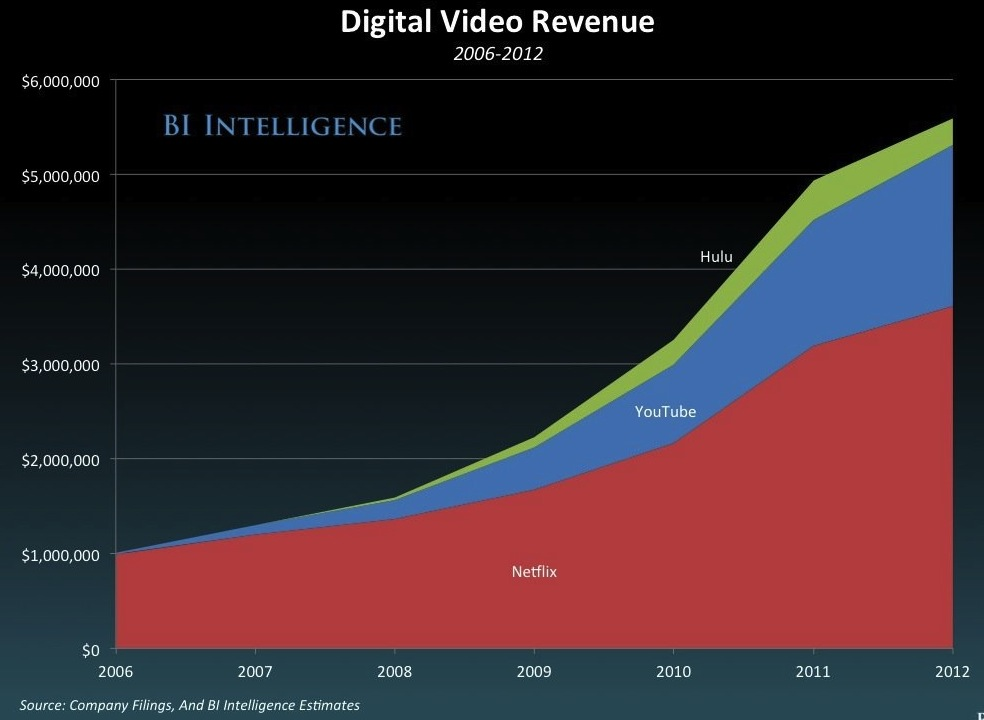 Digital Video Revenue
2006-2012
$6,000,000
BI INTELLIGENCE
$5,000,000
Hulu
$4,000,000
$3,000,000
YouTube
$2,000,000
$1,000,000
Netflix
$0
2006 2007 2008 2009 2010 2011 2012
Source: Company Filings, And BI Intelligence Estimates